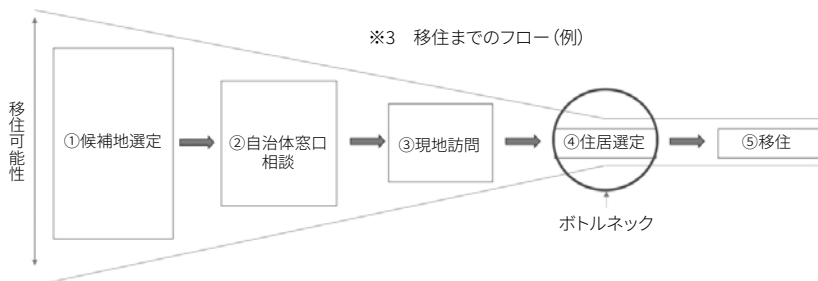 ※3 移住までのフロー（例）
移住可能性
①候補地選定
②自治体窓口
相談
③現地訪問
④住居選定
⑤移住
ボトルネック